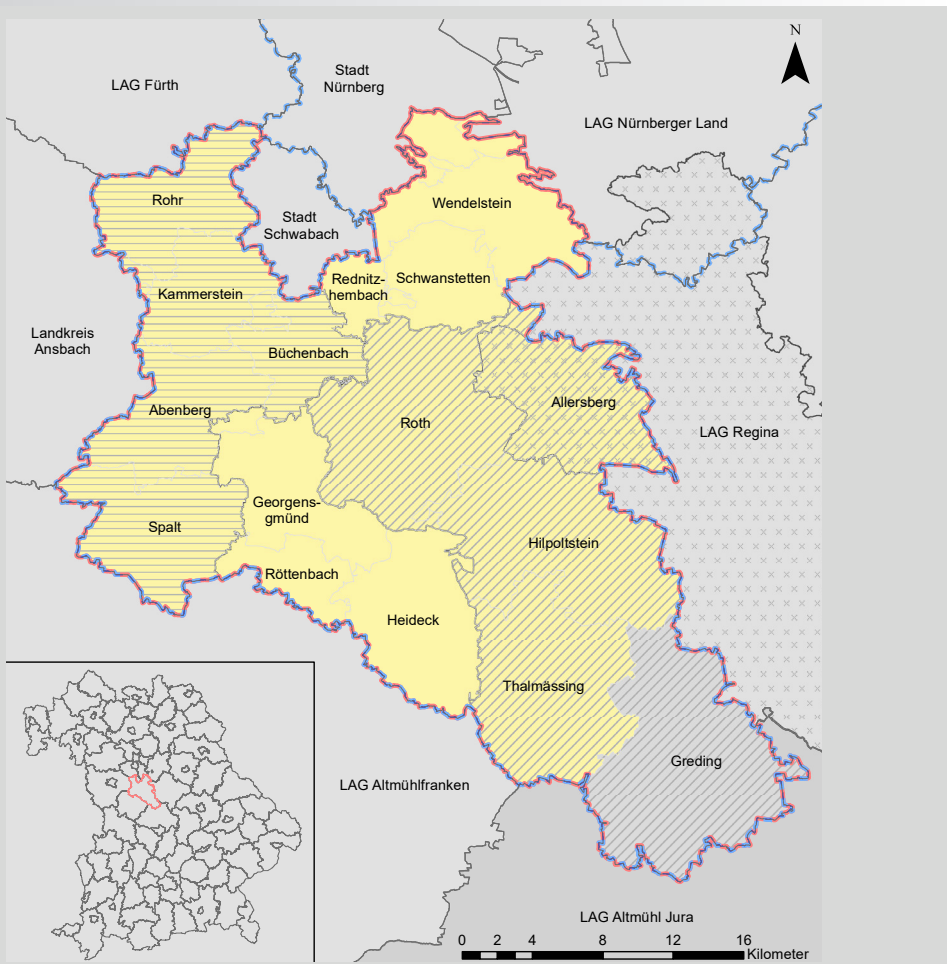 N
LAG Fürth
Stadt
Nürnberg
LAG Nürnberger Land
Rohr
Wendelstein
Stadt
Schwabach
Rednitz-
hembach
Schwanstetten
Kammerstein
Landkreis
Ansbach
Büchenbach
Abenberg
Roth
Allersberg
LAG Regina
Georgens-
gmünd
Spalt
Hilpoltstein
Röttenbach
Heideck
Thalmässing
Greding
LAG Altmühlfranken
LAG Altmühl Jura
0 2 4 8 12 16
Kilometer